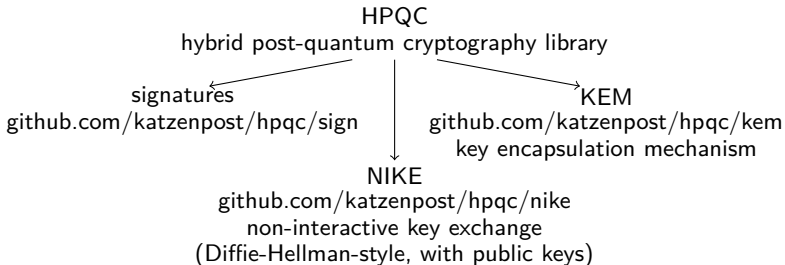 HPQC
hybrid post-quantum cryptography library
signatures
github.com/katzenpost/hpqc/sign
KEM
github.com/katzenpost/hpqc/kem
key encapsulation mechanism
NIKE
github.com/katzenpost/hpqc/nike
non-interactive key exchange
(Diffie-Hellman-style, with public keys)